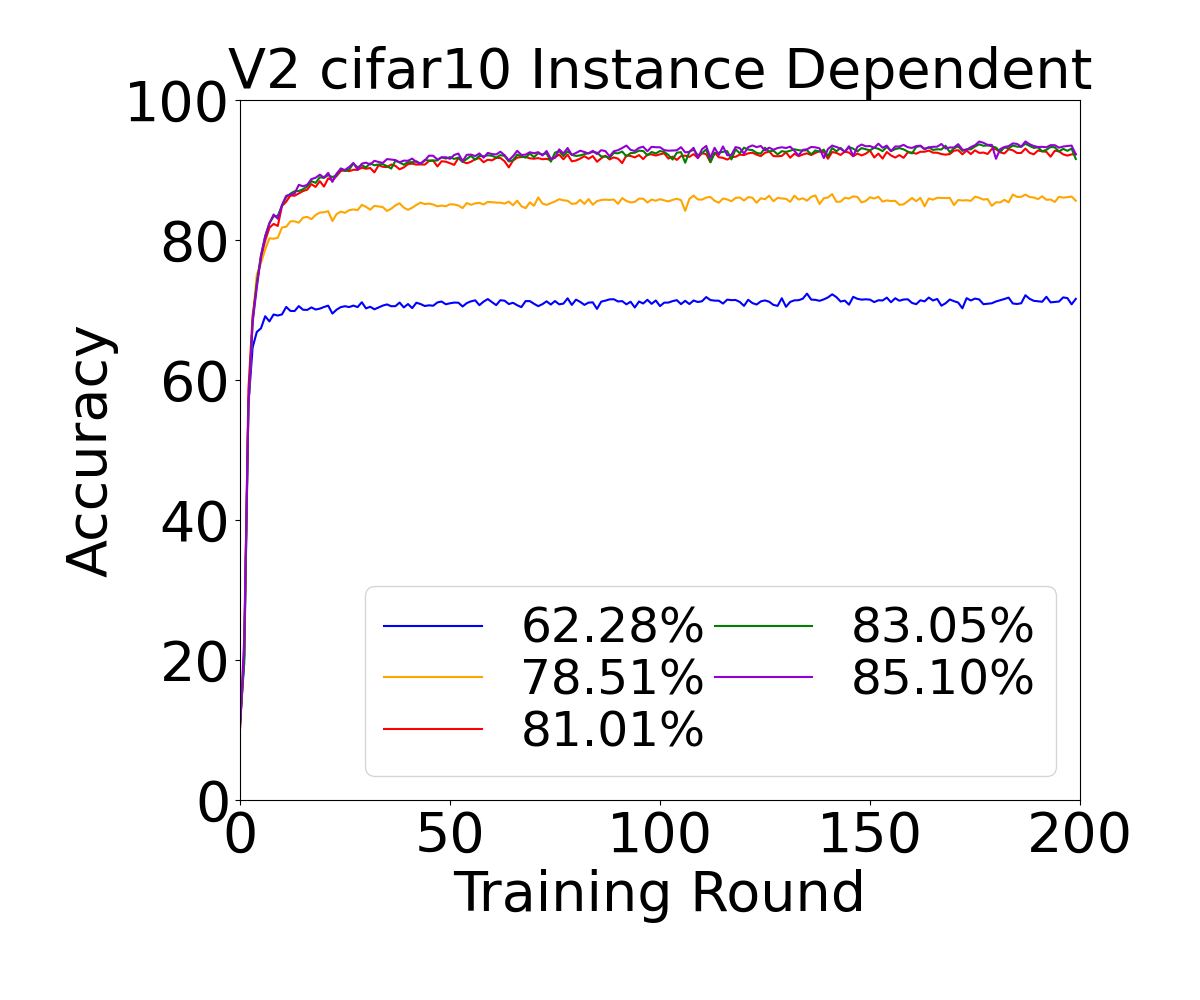 V2 cifar10 Instance Dependent
100
80
60
40
20
0
Accuracy
0 50 100 150 200
Training Round
62.28%
78.51%
81.01%
83.05%
85.10%